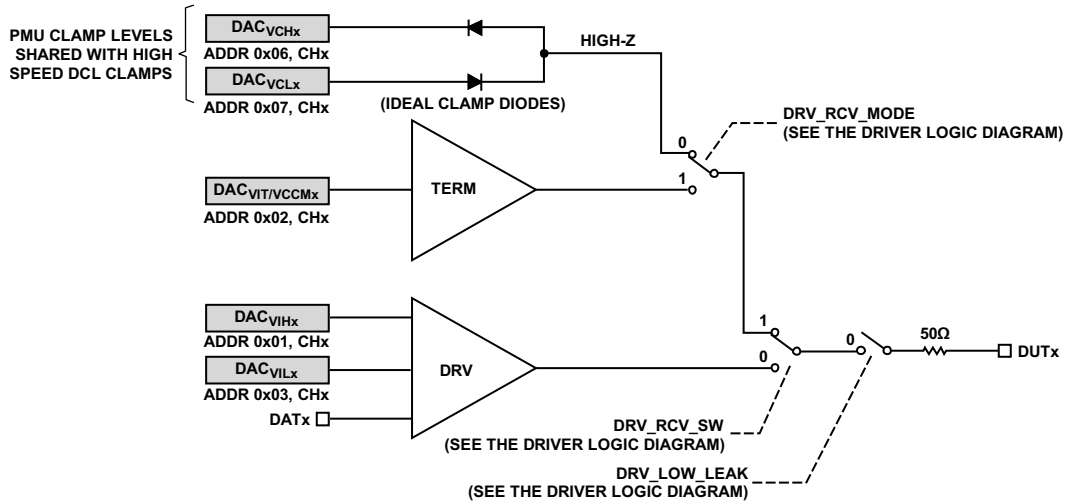 PMU CLAMP LEVELS
SHARED WITH HIGH
SPEED DCL CLAMPS
DACVCHx
ADDR 0x06, CHx
DACVCLx
ADDR 0x07, CHx
(IDEAL CLAMP DIODES)
HIGH-Z
DRV_RCV_MODE
(SEE THE DRIVER LOGIC DIAGRAM)
0
1
TERM
DACVIT/VCCMx
ADDR 0x02, CHx
DACVIHx
ADDR 0x01, CHx
DACVILx
ADDR 0x03, CHx
DATx
DRV
1
0
0
50Ω
DUTx
DRV_RCV_SW
(SEE THE DRIVER LOGIC DIAGRAM)
DRV_LOW_LEAK
(SEE THE DRIVER LOGIC DIAGRAM)